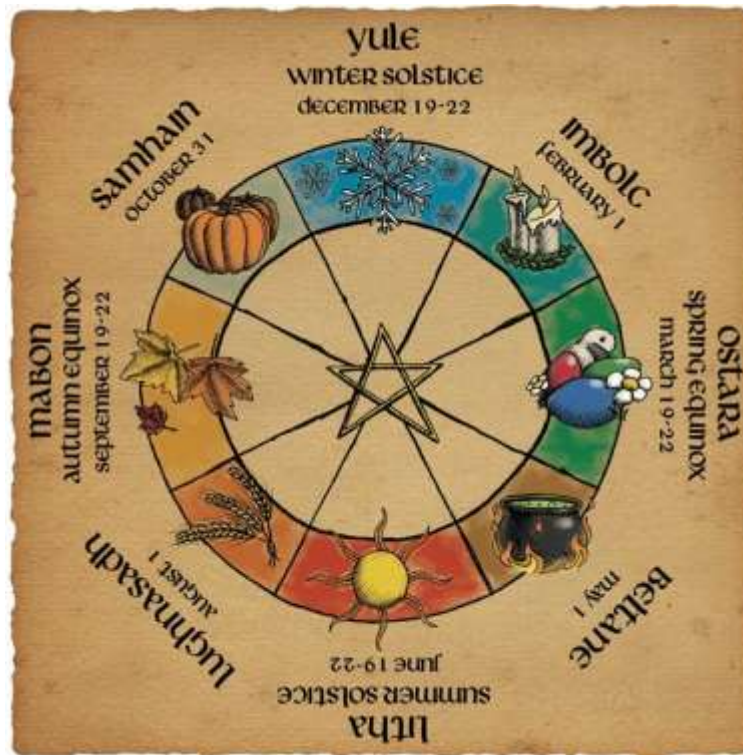 Yule
Winter Solstice
December 19-22
Imbolc
February 1
Ostara
Spring Equinox
March 19-22
Beltane
May 1
Litha
Summer Solstice
June 19-22
Lughnasadh
August 1
Mabon
Autumn Equinox
September 19-22
Samhain
October 31